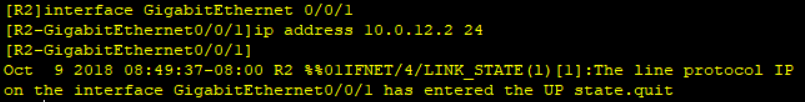 [R2]interface GigabitEthernet 0/0/1
[R2-GigabitEthernet0/0/1]ip address 10.0.12.2 24
[R2-GigabitEthernet0/0/1]
Oct  9 2018 08:49:37-08:00 R2 %%01IFNET/4/LINK_STATE(l)[1]:The line protocol IP
on the interface GigabitEthernet0/0/1 has entered the UP state.quit